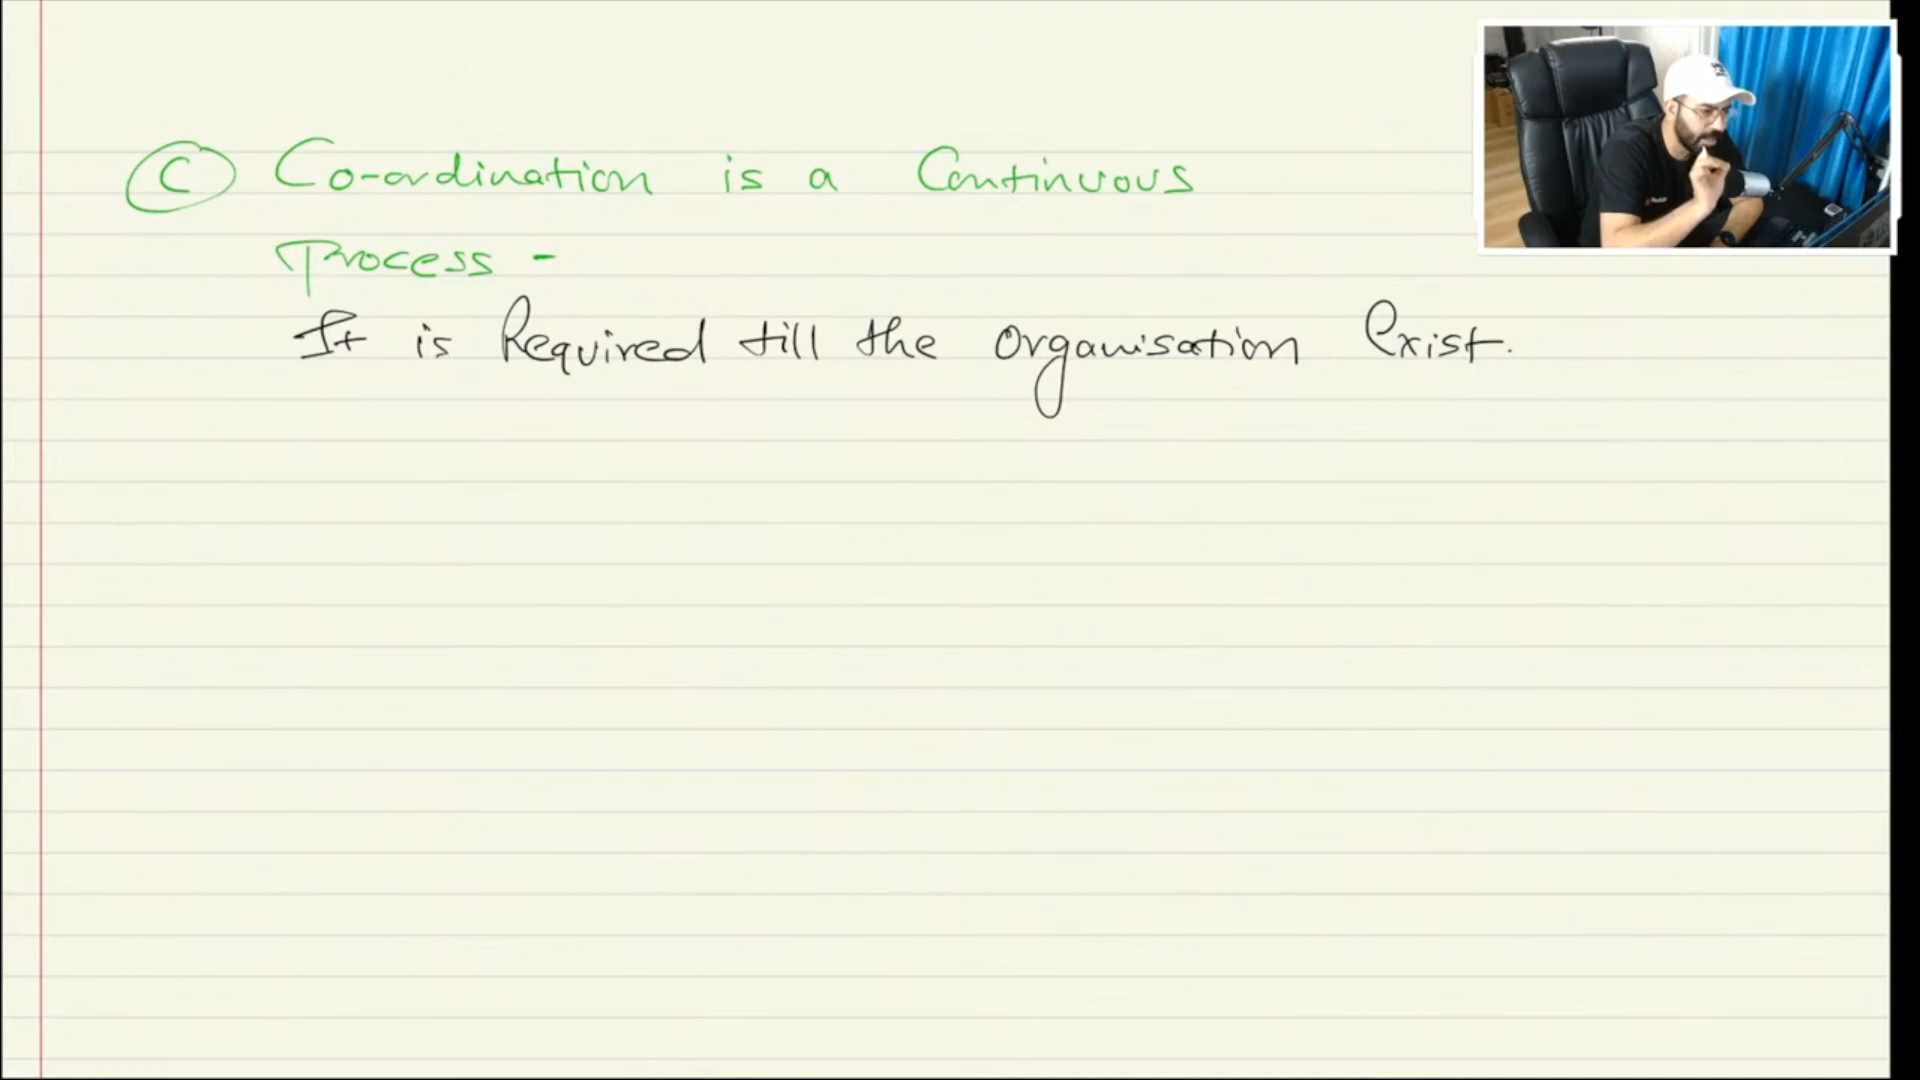 (C) Co-ordination is a Continuous
Process -
It is Required till the Organisation Exist.